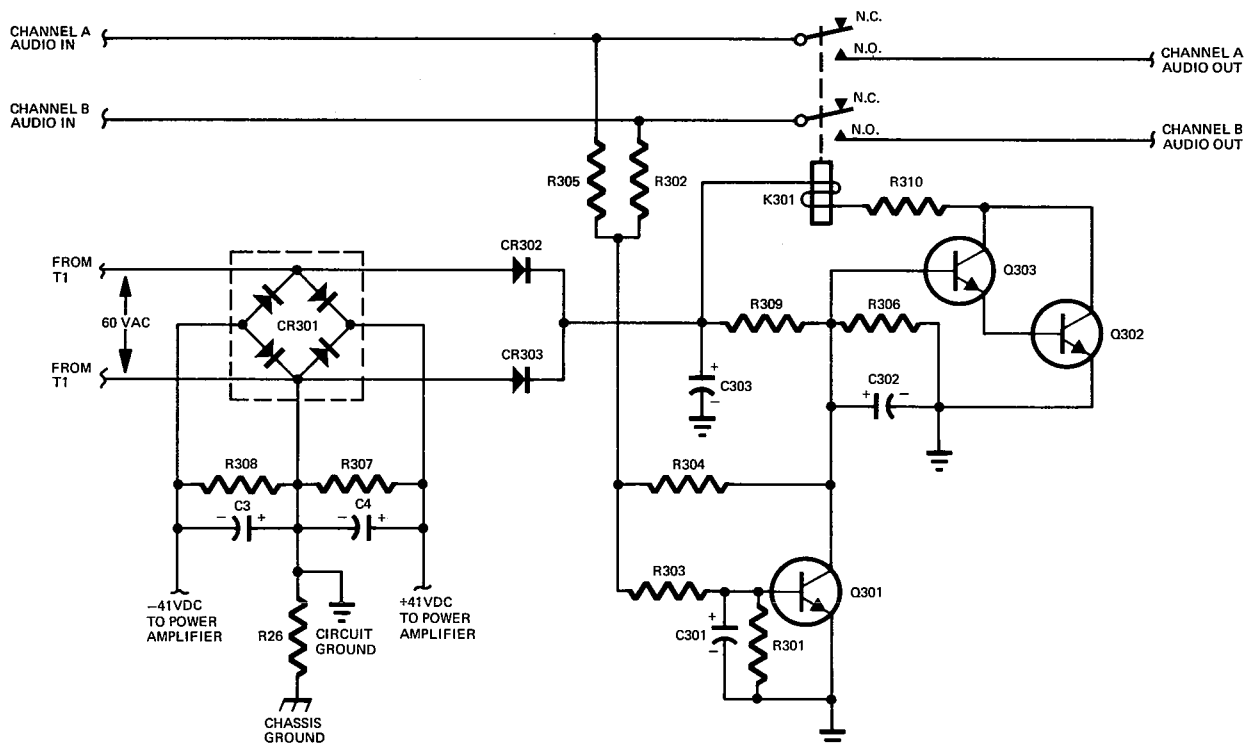 CHANNEL A
AUDIO IN
N.C.
N.O.
CHANNEL A
AUDIO OUT
CHANNEL B
AUDIO IN
N.C.
N.O.
CHANNEL B
AUDIO OUT
R305
R302
K301
R310
FROM
T1
CR302
Q303
60 VAC
CR301
R309
R306
Q302
FROM
T1
CR303
+
C303
-
+
C302
-
R308
R307
R304
C3
- +
C4
- +
R303
Q301
-41VDC
TO POWER
AMPLIFIER
R26
CIRCUIT
GROUND
+41VDC
TO POWER
AMPLIFIER
+
C301
-
R301
CHASSIS
GROUND